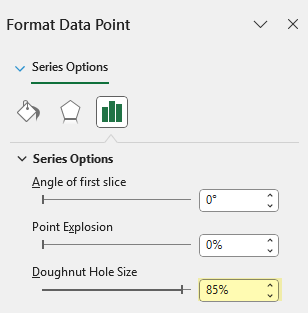 Format Data Point
Series Options
Series Options
Angle of first slice
0°
Point Explosion
0%
Doughnut Hole Size
85%